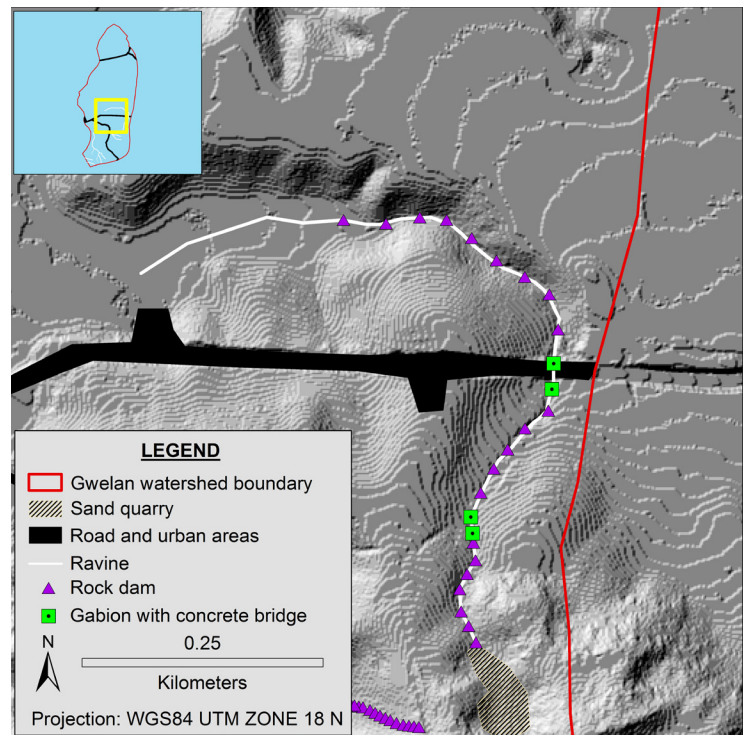 LEGEND
Gwelan watershed boundary
Sand quarry
Road and urban areas
Ravine
Rock dam
Gabion with concrete bridge
N
0.25
Kilometers
Projection: WGS84 UTM ZONE 18 N